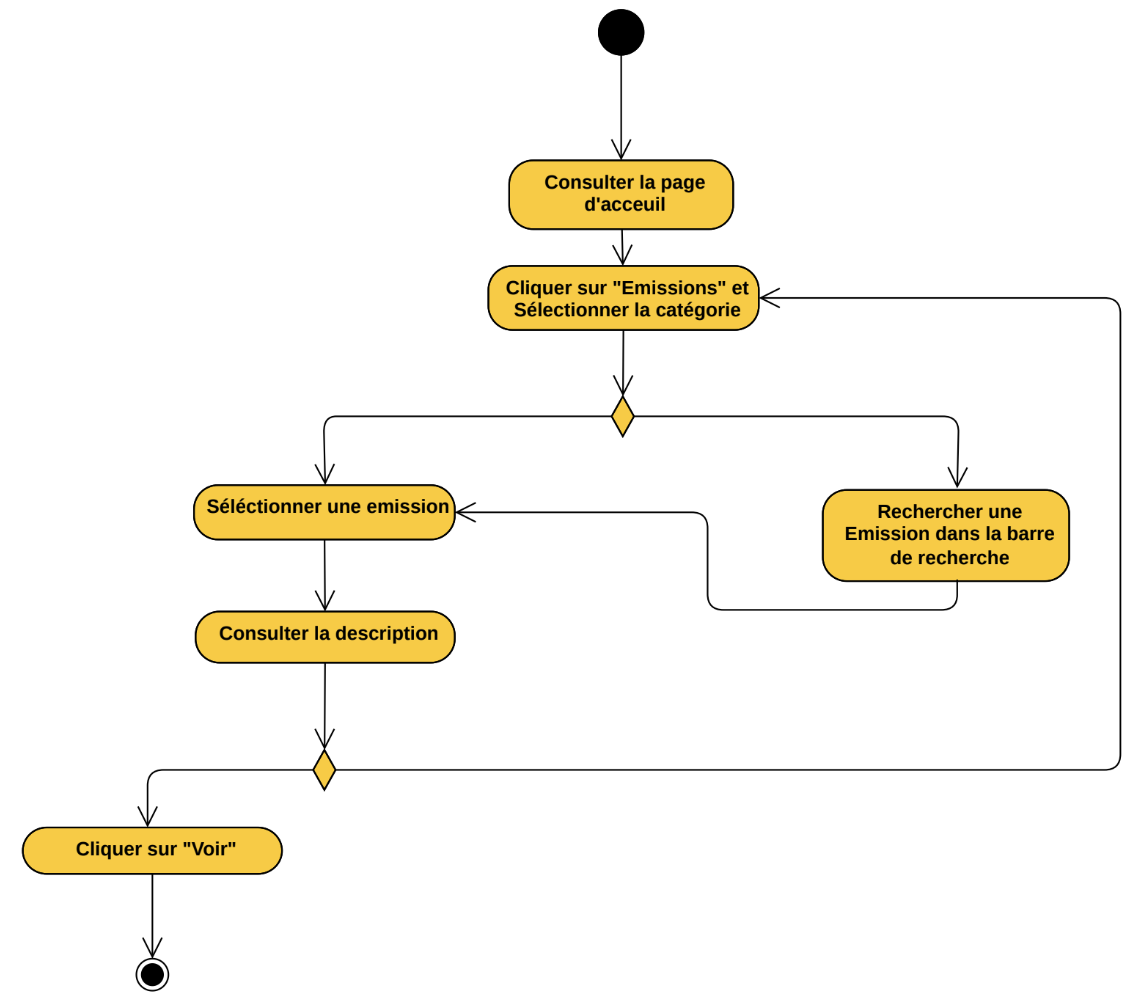 Consulter la page
d'acceuil
Cliquer sur "Emissions" et
Sélectionner la catégorie
Séléctionner une emission
Rechercher une
Emission dans la barre
de recherche
Consulter la description
Cliquer sur "Voir"